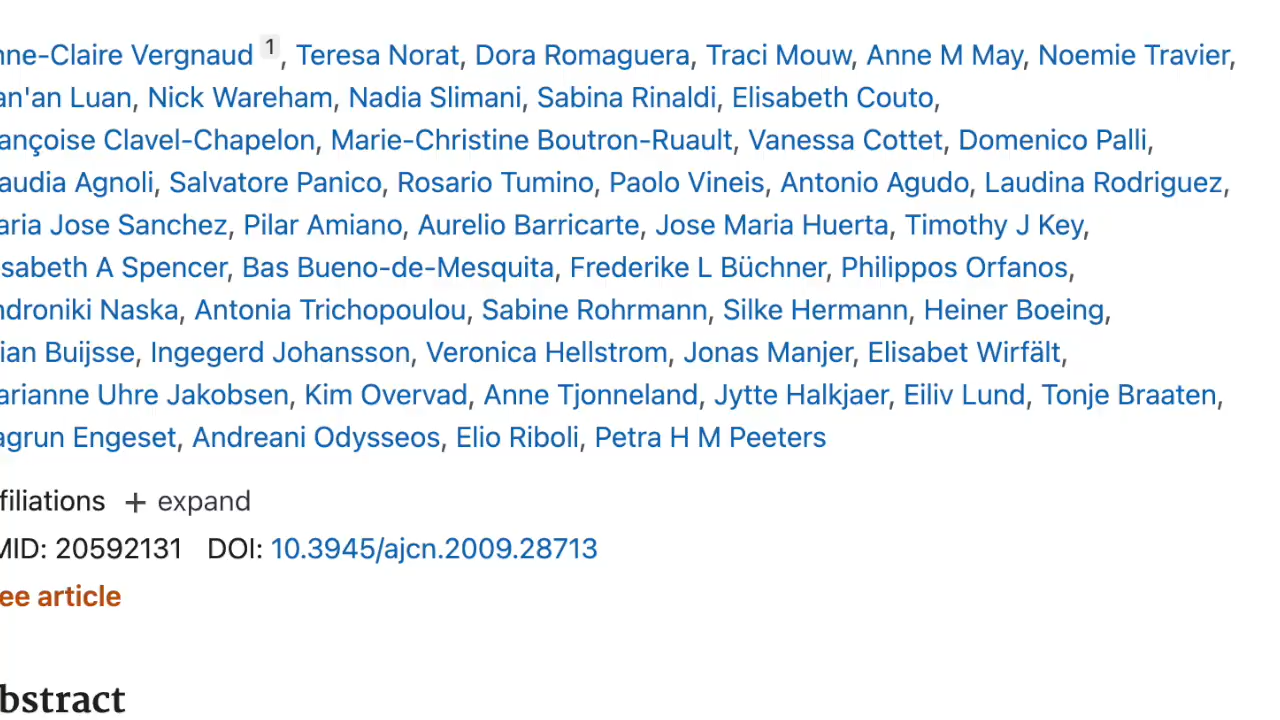 nne-Claire Vergnaud 1, Teresa Norat, Dora Romaguera, Traci Mouw, Anne M May, Noemie Travier,
an'an Luan, Nick Wareham, Nadia Slimani, Sabina Rinaldi, Elisabeth Couto,
ançoise Clavel-Chapelon, Marie-Christine Boutron-Ruault, Vanessa Cottet, Domenico Palli,
audia Agnoli, Salvatore Panico, Rosario Tumino, Paolo Vineis, Antonio Agudo, Laudina Rodriguez,
aria Jose Sanchez, Pilar Amiano, Aurelio Barricarte, Jose Maria Huerta, Timothy J Key,
sabeth A Spencer, Bas Bueno-de-Mesquita, Frederike L Büchner, Philippos Orfanos,
ndroniki Naska, Antonia Trichopoulou, Sabine Rohrmann, Silke Hermann, Heiner Boeing,
ian Buijsse, Ingegerd Johansson, Veronica Hellstrom, Jonas Manjer, Elisabet Wirfält,
arianne Uhre Jakobsen, Kim Overvad, Anne Tjonneland, Jytte Halkjaer, Eiliv Lund, Tonje Braaten,
agrun Engeset, Andreani Odysseos, Elio Riboli, Petra H M Peeters
filiations + expand
MID: 20592131 DOI: 10.3945/ajcn.2009.28713
ee article
bstract